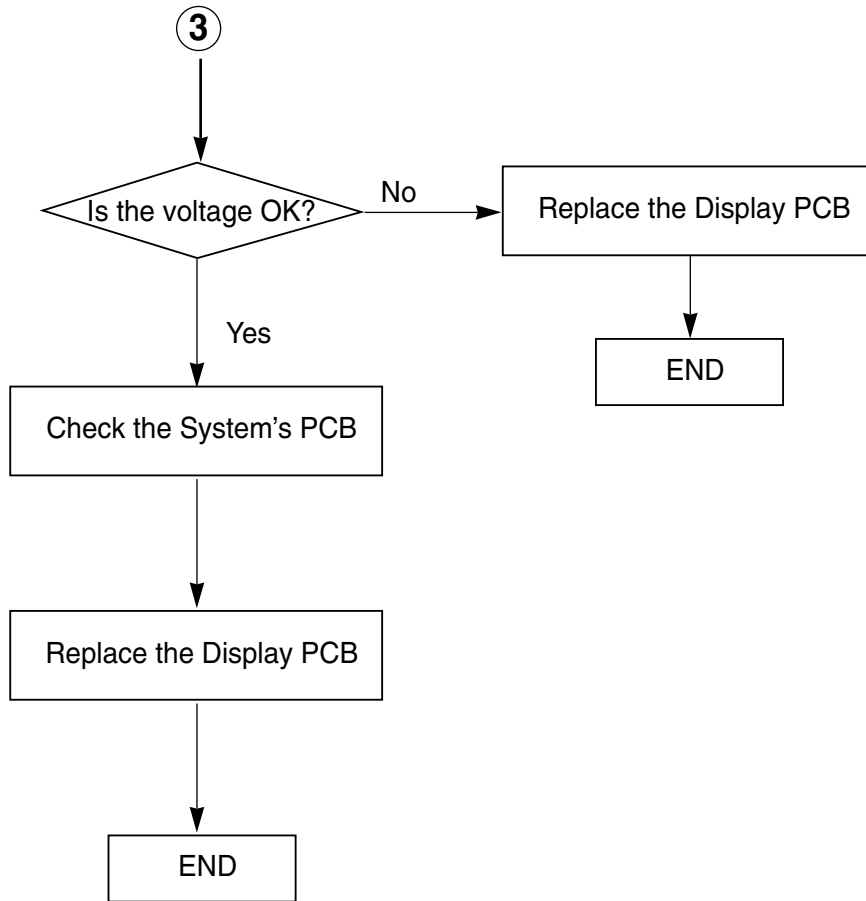 3
Is the voltage OK?
No
Replace the Display PCB
END
Yes
Check the System’s PCB
Replace the Display PCB
END